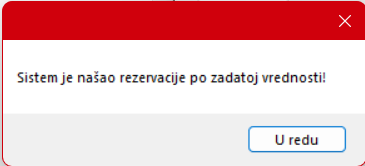 Sistem je našao rezervacije po zadatoj vrednosti!
U redu